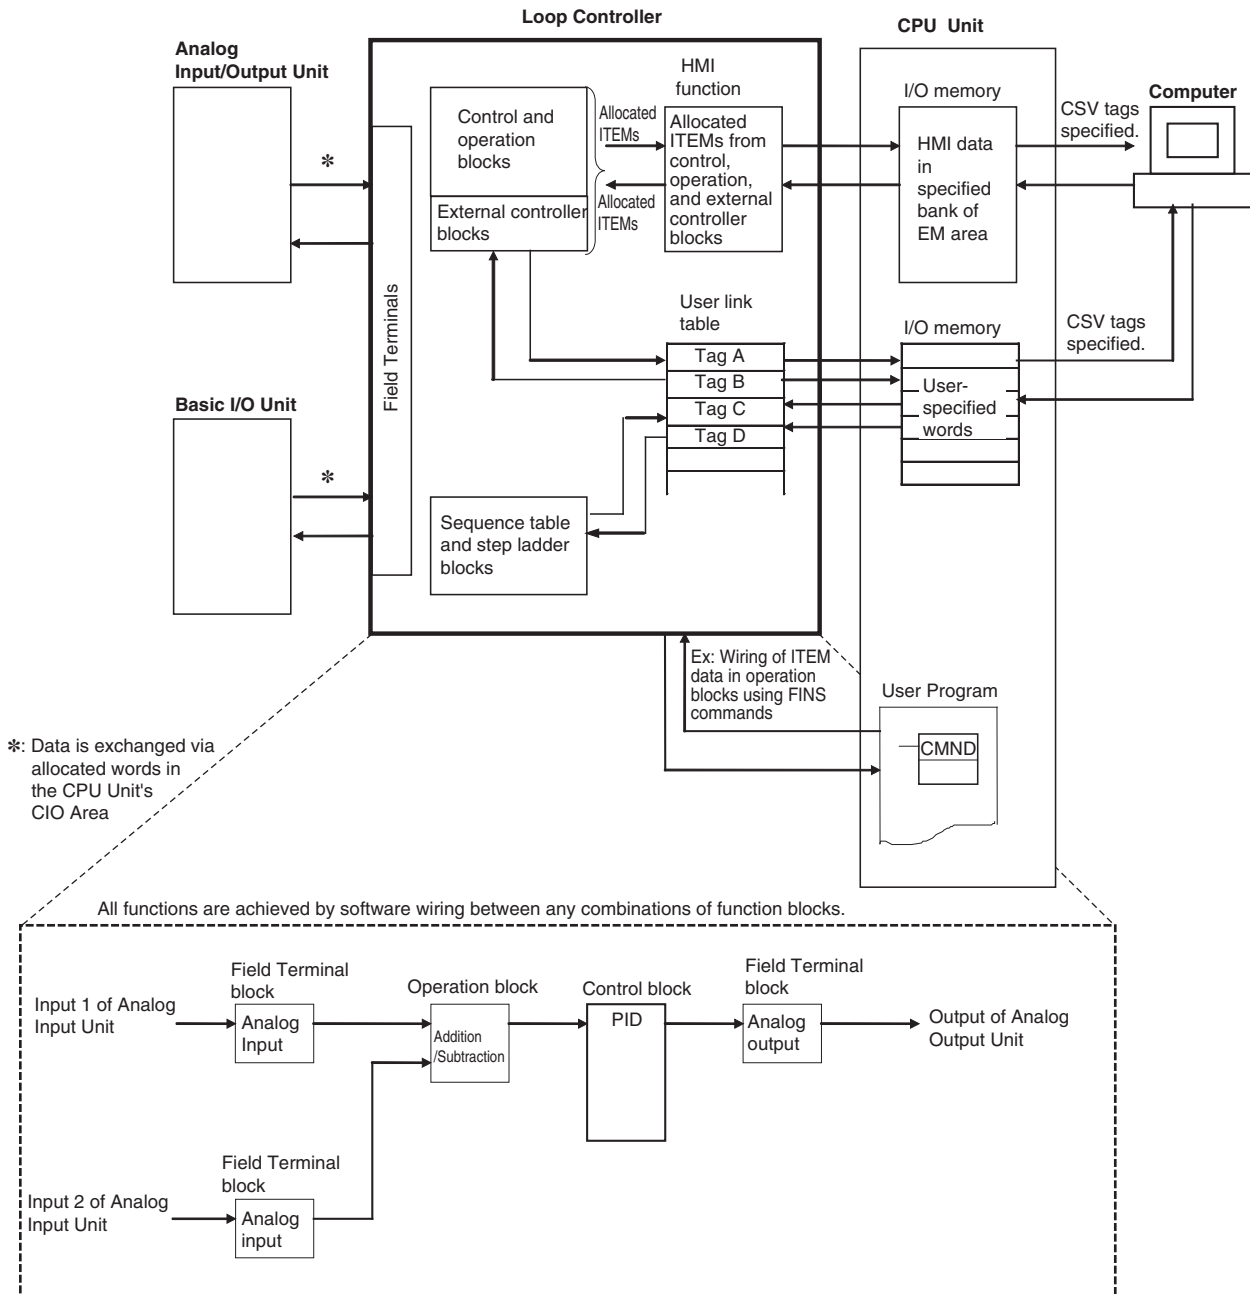 Loop Controller
CPU Unit
Analog
Input/Output Unit
HMI
function
I/O memory
Computer
CSV tags
specified.
Control and
operation
blocks
External controller
blocks
Allocated
ITEMs
Allocated
ITEMs
Allocated
ITEMs from
control,
operation,
and external
controller
blocks
HMI data
in
specified
bank of
EM area
*
Field Terminals
User link
table
Tag A
Tag B
Tag C
Tag D
I/O memory
User-
specified
words
CSV tags
specified.
Basic I/O Unit
*
Sequence table
and step ladder
blocks
Ex: Wiring of ITEM
data in operation
blocks using FINS
commands
User Program
CMND
*: Data is exchanged via
allocated words in
the CPU Unit's
CIO Area
All functions are achieved by software wiring between any combinations of function blocks.
Input 1 of Analog
Input Unit
Field Terminal
block
Analog
Input
Operation block
Addition
/Subtraction
Control block
PID
Field Terminal
block
Analog
output
Output of Analog
Output Unit
Input 2 of Analog
Input Unit
Field Terminal
block
Analog
input